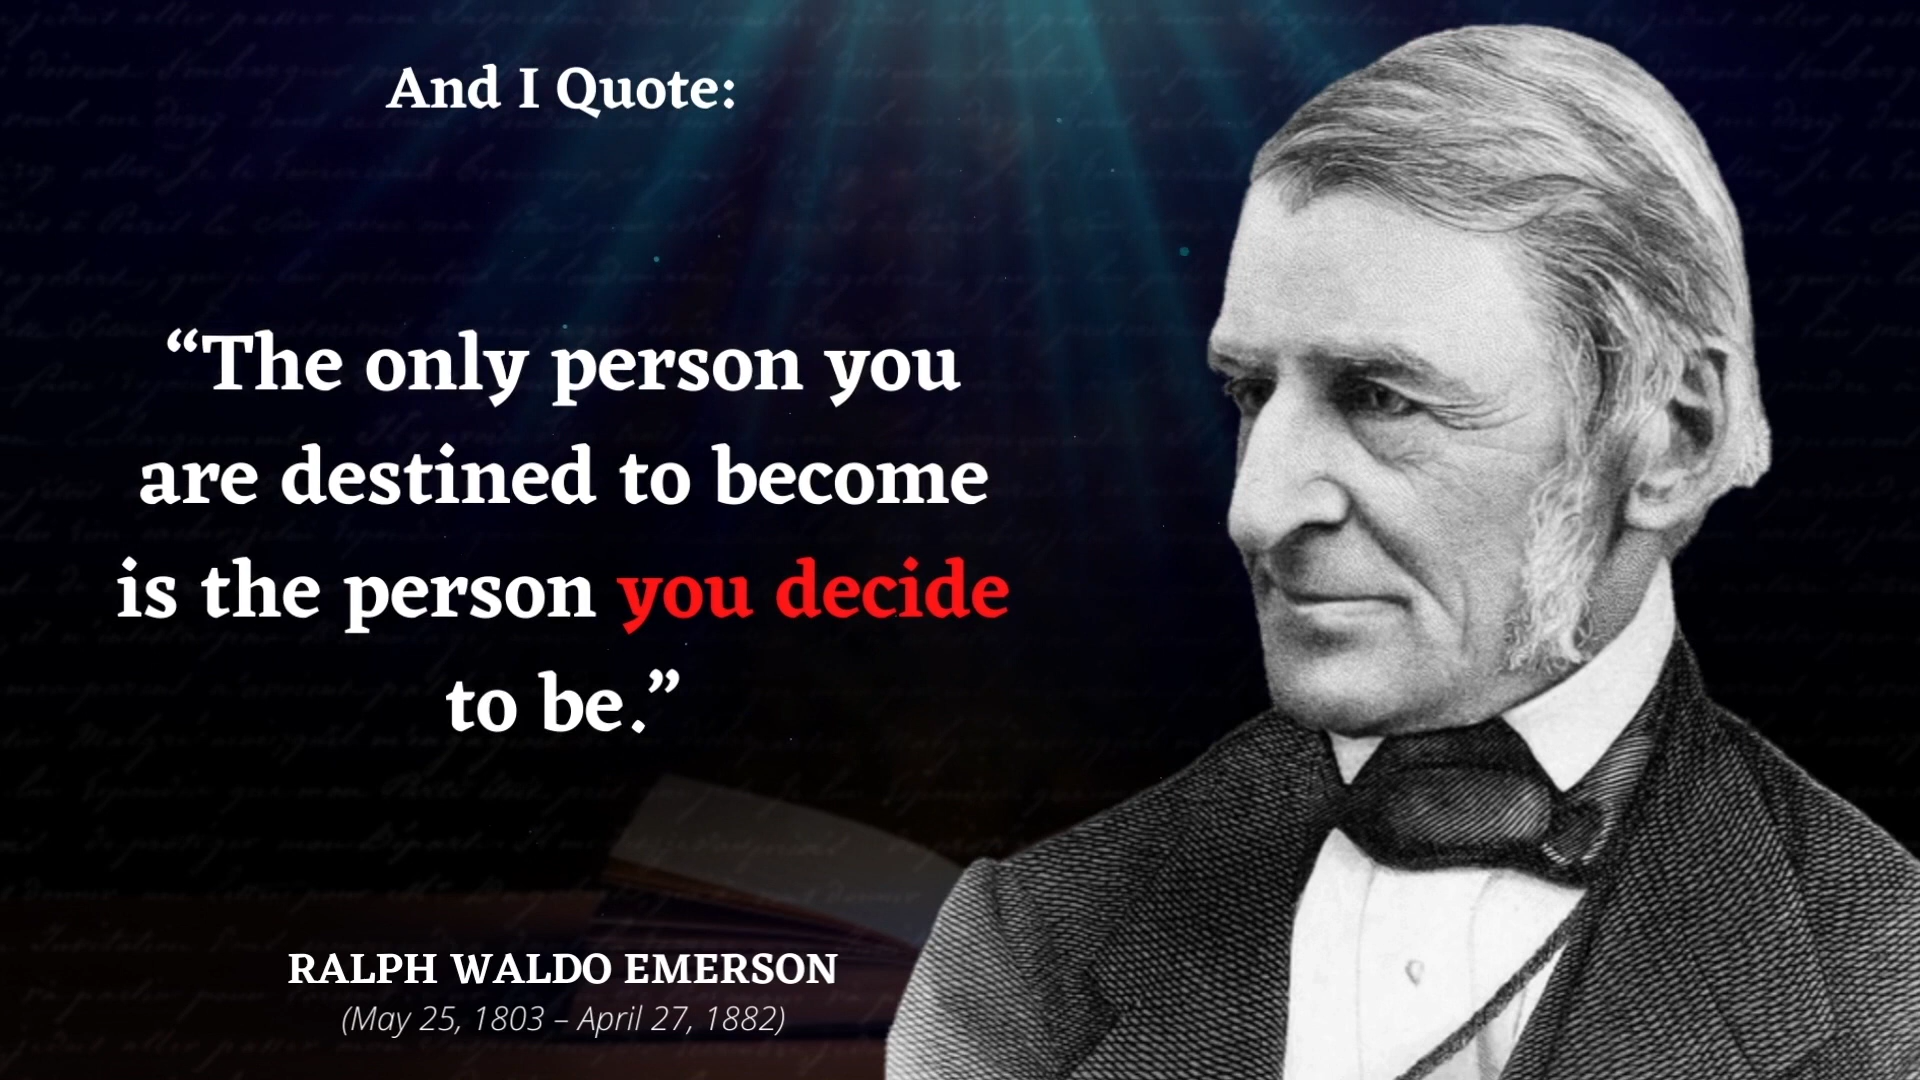 And I Quote:
“The only person you
are destined to become
is the person you decide
to be.”
RALPH WALDO EMERSON
(May 25, 1803 – April 27, 1882)